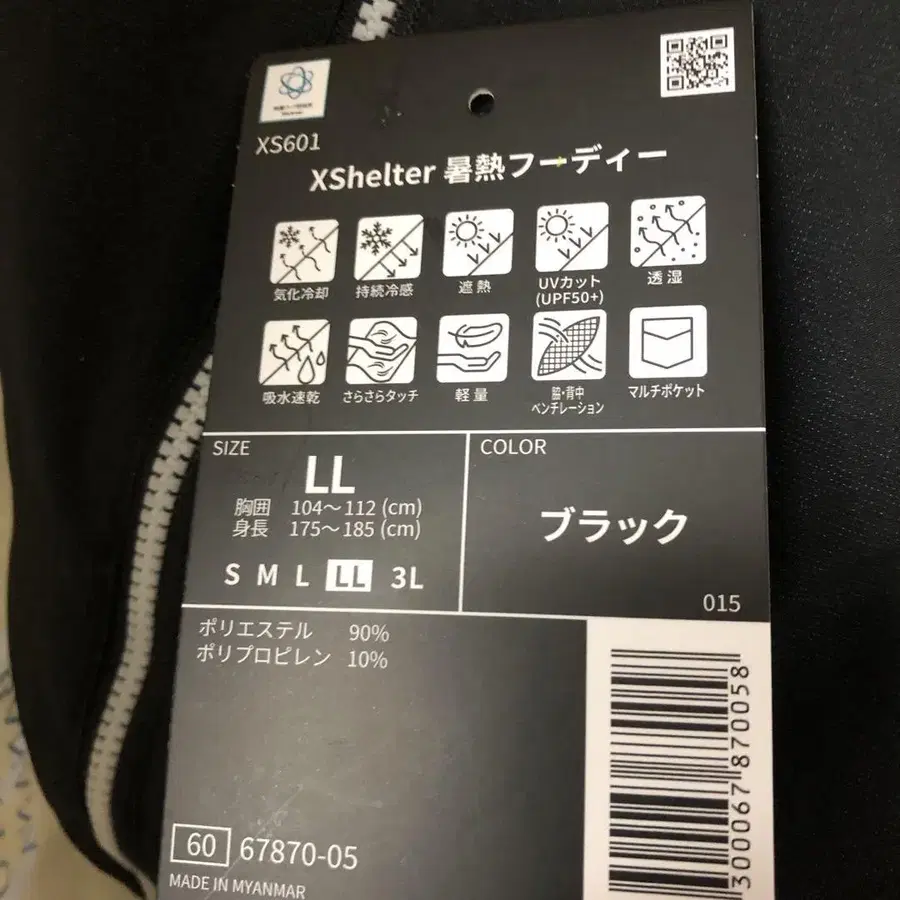 XS601
XShelter 暑熱フーディー
気化冷却
持続冷感
遮熱
UVカット
(UPF50+)
透湿
吸水速乾
さらさらタッチ
軽量
脇・背中
ベンチレーション
マルチポケット
SIZE
LL
胸囲 104～112 (cm)
身長 175～185 (cm)
S M L LL 3L
COLOR
ブラック
015
ポリエステル 90%
ポリプロピレン 10%
60 67870-05
MADE IN MYANMAR
300067870058